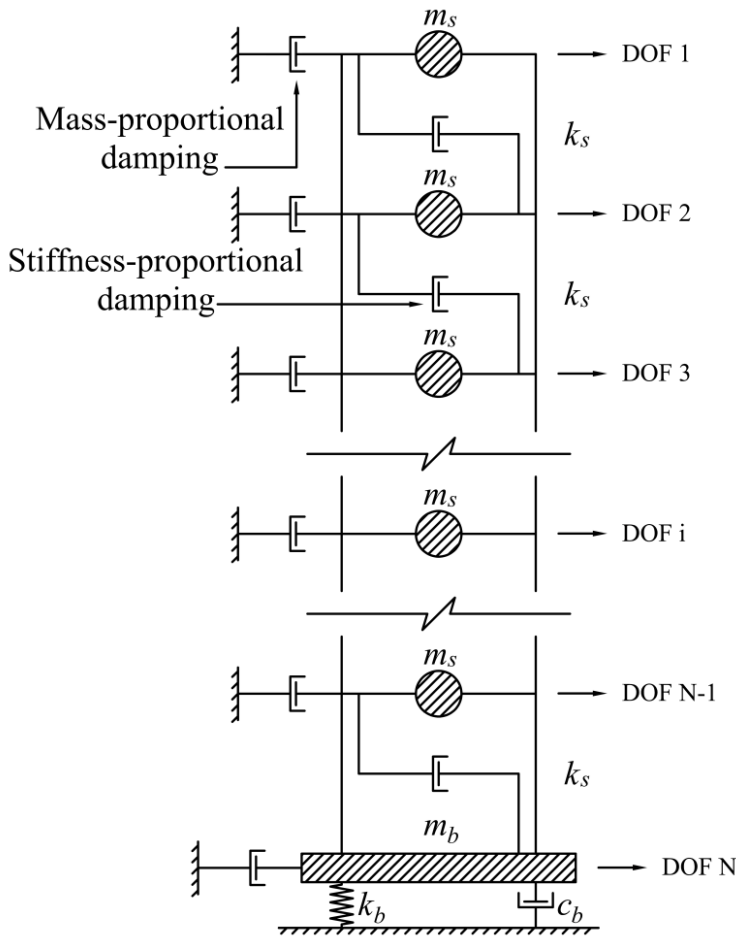 m_s
DOF 1
Mass-proportional
damping
k_s
m_s
DOF 2
Stiffness-proportional
damping
k_s
m_s
DOF 3
m_s
DOF i
m_s
DOF N-1
k_s
m_b
DOF N
k_b
c_b